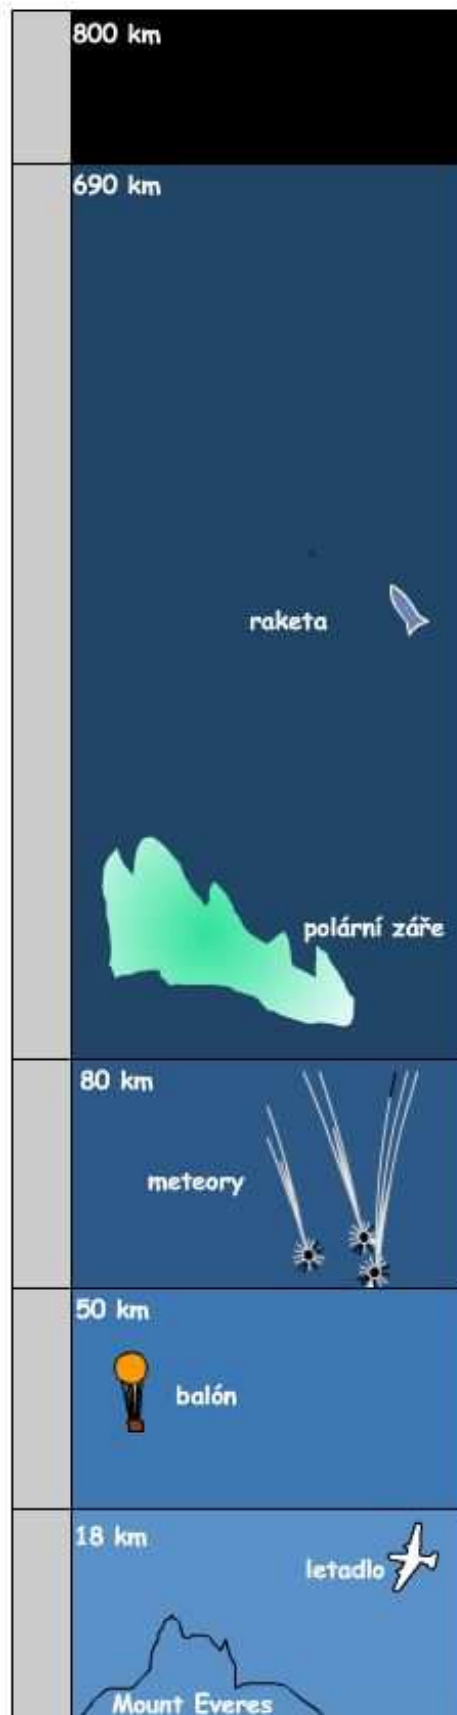 800 km
690 km
raketa
polární záře
80 km
meteory
50 km
balón
18 km
letadlo
Mount Everes